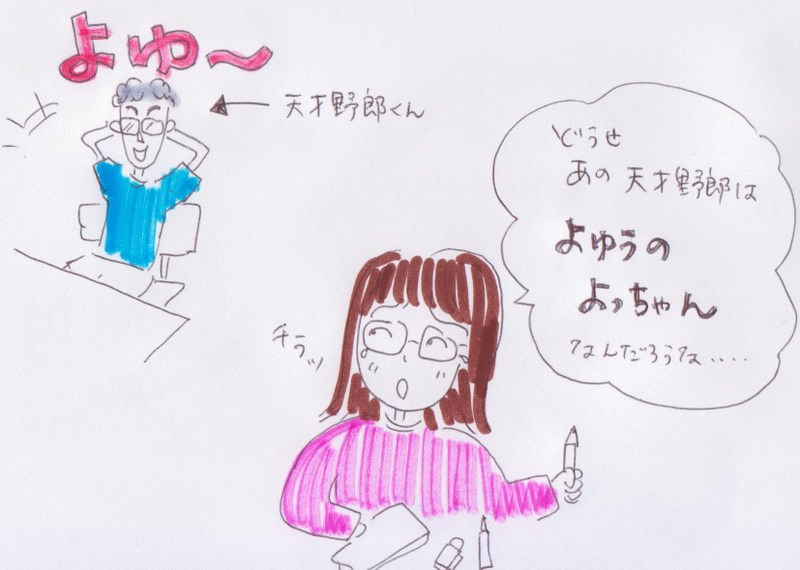 よゆ〜
天才野郎くん
どうせ
あの天才野郎は
よゆうの
よっちゃん
なんだろうな.....
チラッ